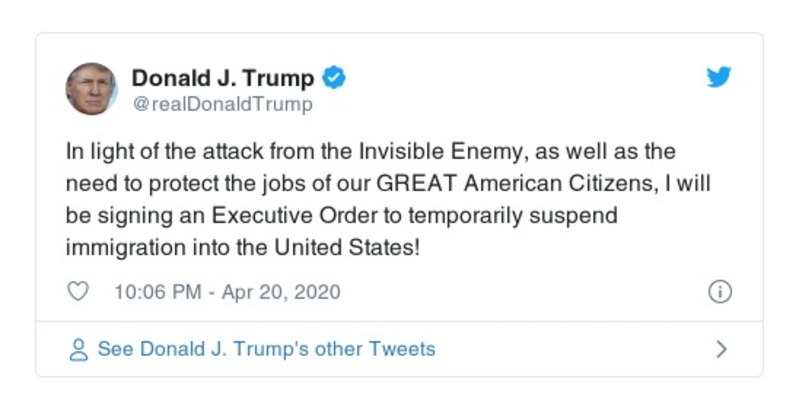 Donald J. Trump
@realDonaldTrump
In light of the attack from the Invisible Enemy, as well as the
need to protect the jobs of our GREAT American Citizens, I will
be signing an Executive Order to temporarily suspend
immigration into the United States!
10:06 PM - Apr 20, 2020
See Donald J. Trump's other Tweets